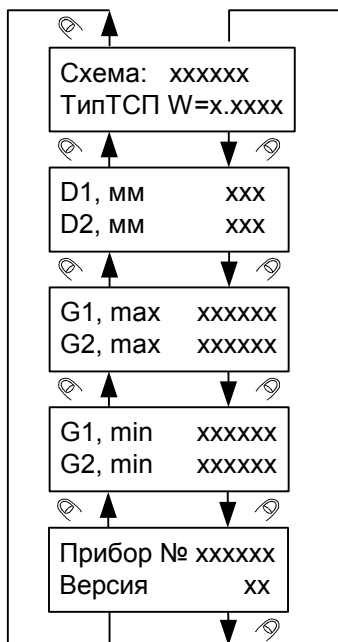 Схема: xxxxxx
ТипТСП W=x.xxxx
D1, мм xxx
D2, мм xxx
G1, max xxxxxx
G2, max xxxxxx
G1, min xxxxxx
G2, min xxxxxx
Прибор № xxxxxx
Версия xx